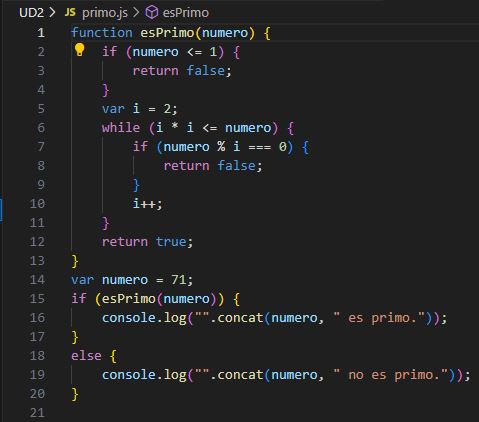 UD2 > JS primo.js > esPrimo
1 function esPrimo(numero) {
2     if (numero <= 1) {
3         return false;
4     }
5     var i = 2;
6     while (i * i <= numero) {
7         if (numero % i === 0) {
8             return false;
9         }
10         i++;
11     }
12     return true;
13 }
14 var numero = 71;
15 if (esPrimo(numero)) {
16     console.log("".concat(numero, " es primo."));
17 }
18 else {
19     console.log("".concat(numero, " no es primo."));
20 }
21